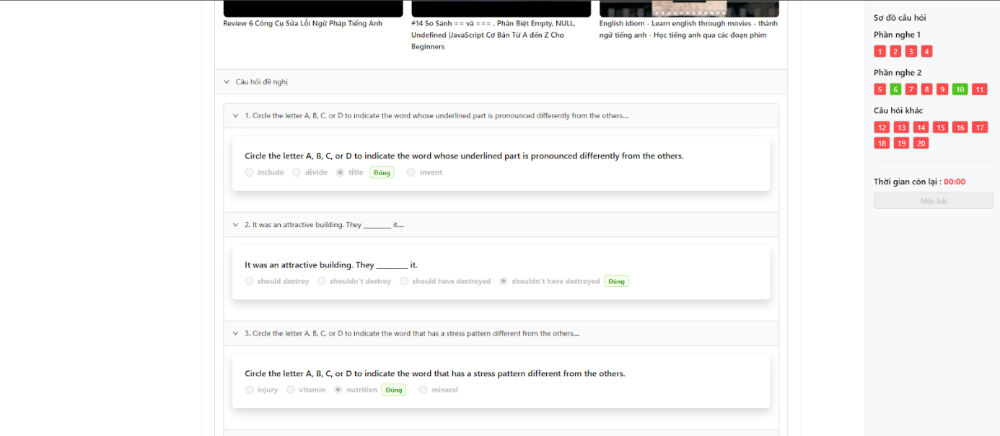 Review 6 Công Cụ Sửa Lỗi Ngữ Pháp Tiếng Anh
#14 So Sánh == và === , Phân Biệt Empty, NULL,
Undefined |JavaScript Cơ Bản Từ A đến Z Cho
Beginners
English idiom - Learn english through movies - thành
ngữ tiếng anh - Học tiếng anh qua các đoạn phim
Câu hỏi đề nghị
1. Circle the letter A, B, C, or D to indicate the word whose underlined part is pronounced differently from the others....
Circle the letter A, B, C, or D to indicate the word whose underlined part is pronounced differently from the others.
include divide title Đúng invent
2. It was an attractive building. They ________ it....
It was an attractive building. They ________ it.
should destroy shouldn't destroy should have destroyed shouldn't have destroyed Đúng
3. Circle the letter A, B, C, or D to indicate the word that has a stress pattern different from the others....
Circle the letter A, B, C, or D to indicate the word that has a stress pattern different from the others.
injury vitamin nutrition Đúng mineral
Sơ đồ câu hỏi
Phần nghe 1
1 2 3 4
Phần nghe 2
5 6 7 8 9 10 11
Câu hỏi khác
12 13 14 15 16 17
18 19 20
Thời gian còn lại : 00:00
Nộp bài